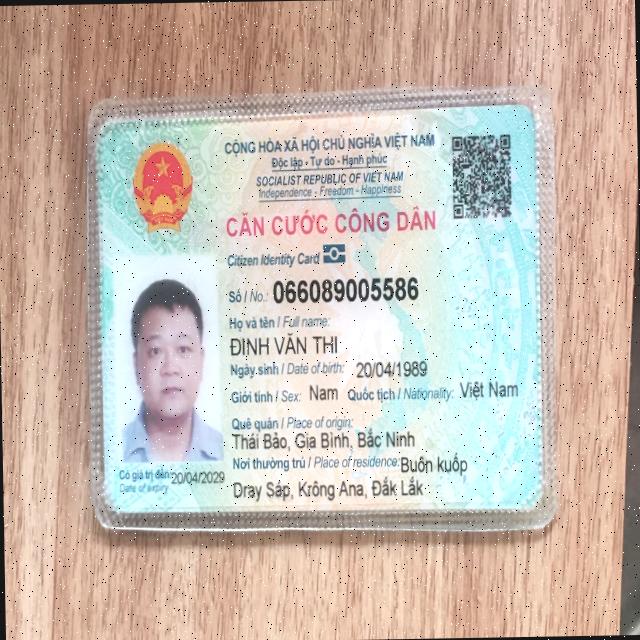 CỘNG HÒA XÃ HỘI CHỦ NGHĨA VIỆT NAM
Độc lập - Tự do - Hạnh phúc
SOCIALIST REPUBLIC OF VIET NAM
Independence - Freedom - Happiness
CĂN CƯỚC CÔNG DÂN
Citizen Identity Card
Số / No.: 066089005586
Họ và tên / Full name:
ĐINH VĂN THI
Ngày sinh / Date of birth: 20/04/1989
Giới tính / Sex: Nam Quốc tịch / Nationality: Việt Nam
Quê quán / Place of origin:
Thái Bảo, Gia Bình, Bắc Ninh
Nơi thường trú / Place of residence: Buôn kuốp
Dray Sáp, Krông Ana, Đắk Lắk
Có giá trị đến: 20/04/2029
Date of expiry